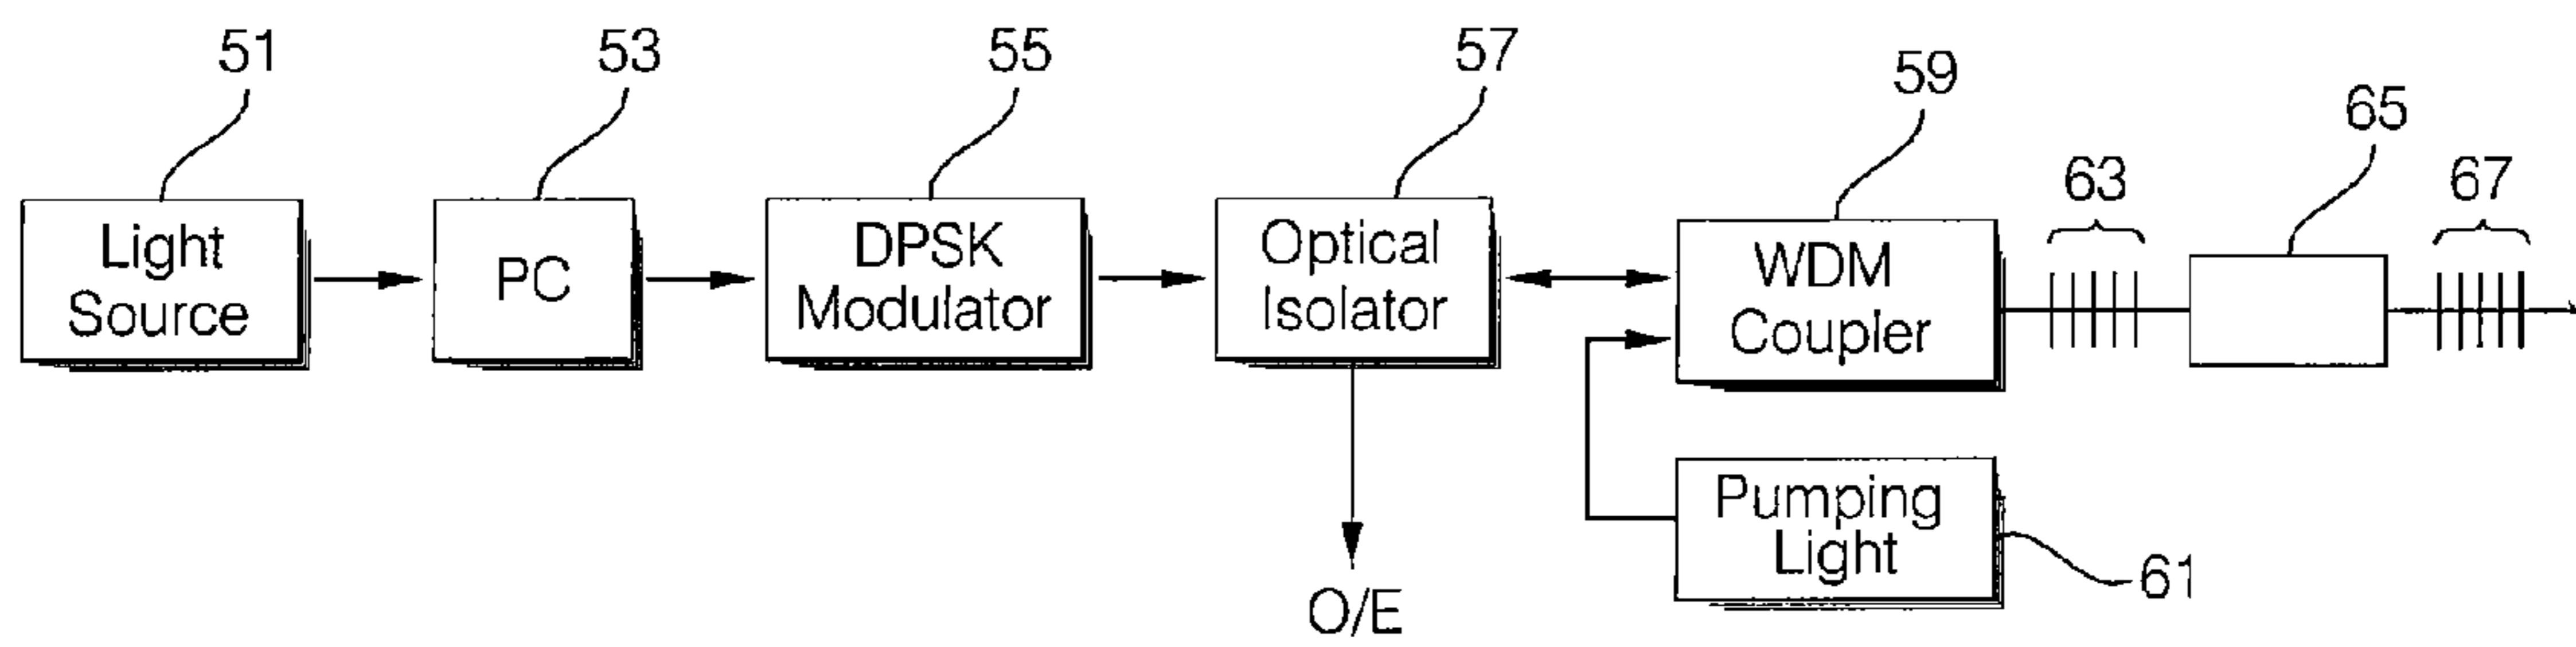 51
53
55
57
59
65
63
67
Light
Source
PC
DPSK
Modulator
Optical
Isolator
WDM
Coupler
Pumping
Light
61
O/E